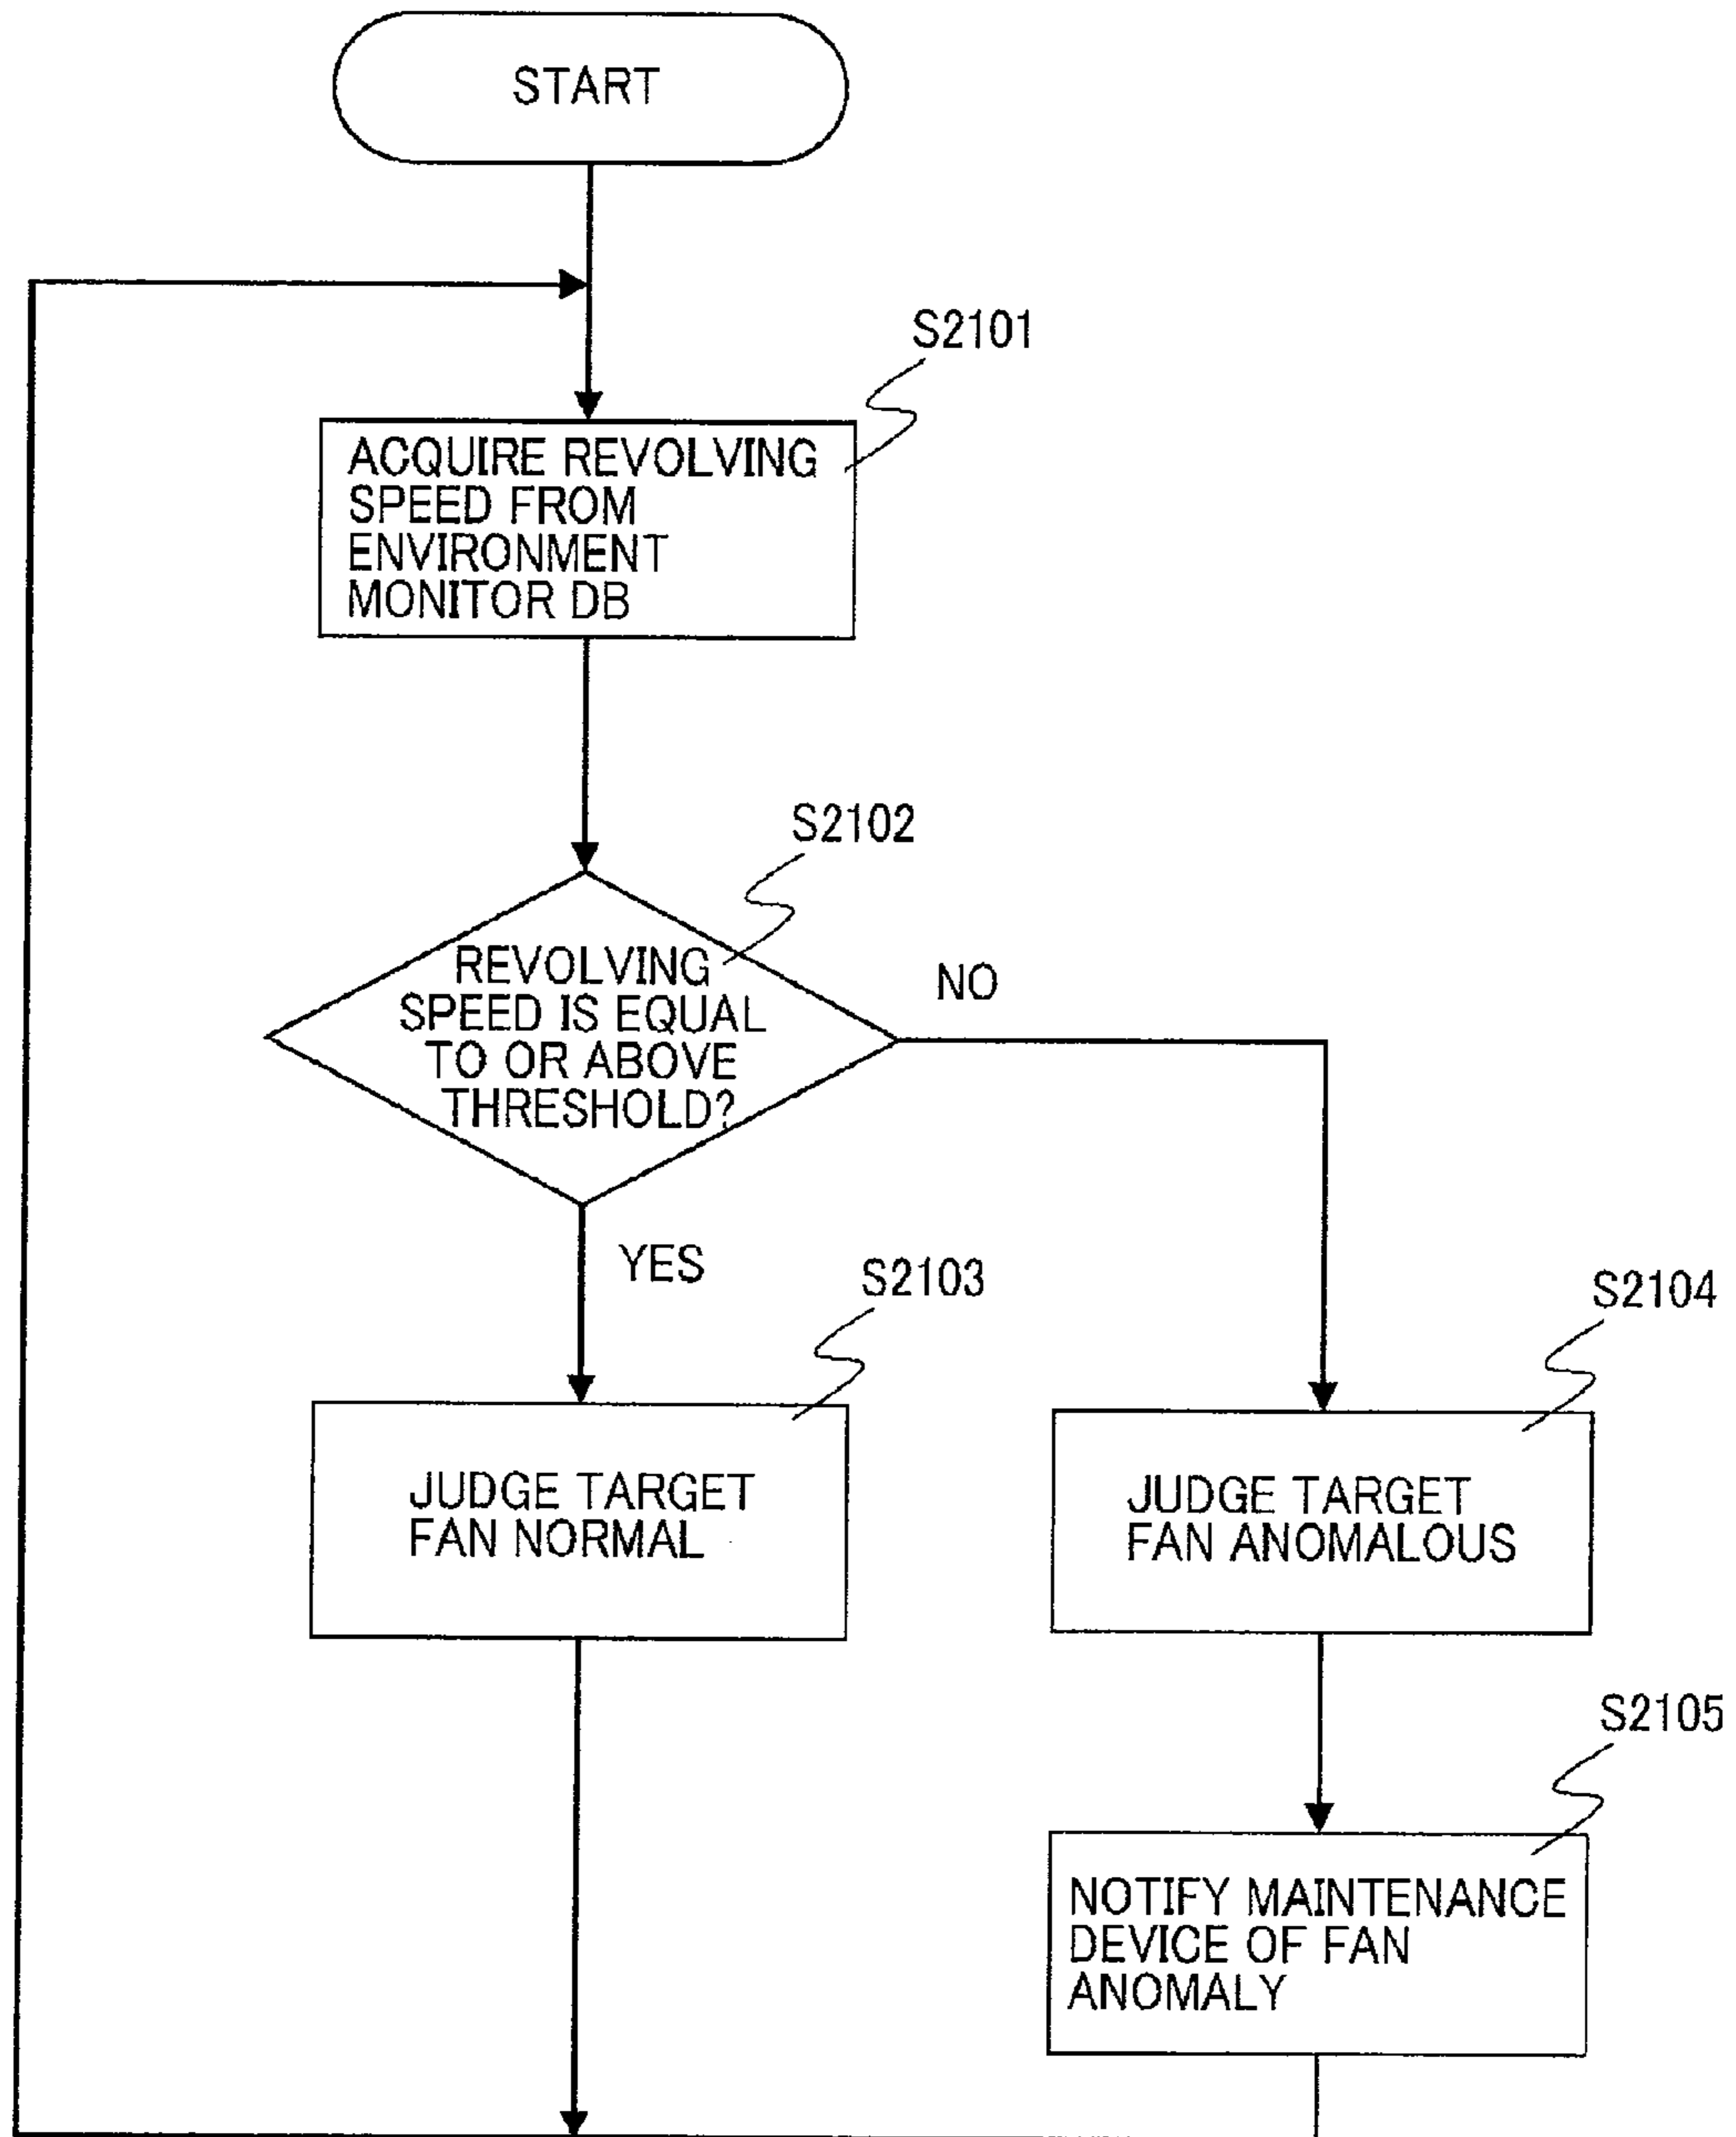 START
S2101
ACQUIRE REVOLVING
SPEED FROM
ENVIRONMENT
MONITOR DB
S2102
REVOLVING
SPEED IS EQUAL
TO OR ABOVE
THRESHOLD?
NO
YES
S2103
S2104
JUDGE TARGET
FAN NORMAL
JUDGE TARGET
FAN ANOMALOUS
S2105
NOTIFY MAINTENANCE
DEVICE OF FAN
ANOMALY